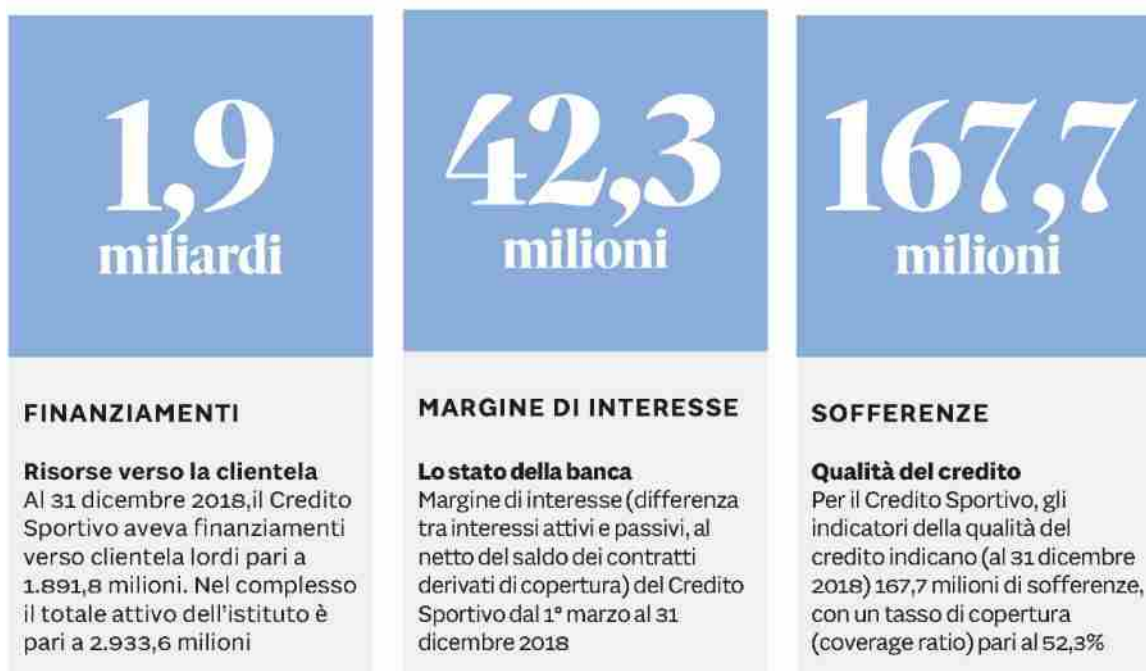 1,9
miliardi
FINANZIAMENTI
Risorse verso la clientela
Al 31 dicembre 2018,il Credito
Sportivo aveva finanziamenti
verso clientela lordi pari a
1.891,8 milioni. Nel complesso
il totale attivo dell'istituto è
pari a 2.933,6 milioni
42,3
milioni
MARGINE DI INTERESSE
Lo stato della banca
Margine di interesse (differenza
tra interessi attivi e passivi, al
netto del saldo dei contratti
derivati di copertura) del Credito
Sportivo dal 1° marzo al 31
dicembre 2018
167,7
milioni
SOFFERENZE
Qualità del credito
Per il Credito Sportivo, gli
indicatori della qualità del
credito indicano (al 31 dicembre
2018) 167,7 milioni di sofferenze,
con un tasso di copertura
(coverage ratio) pari al 52,3%